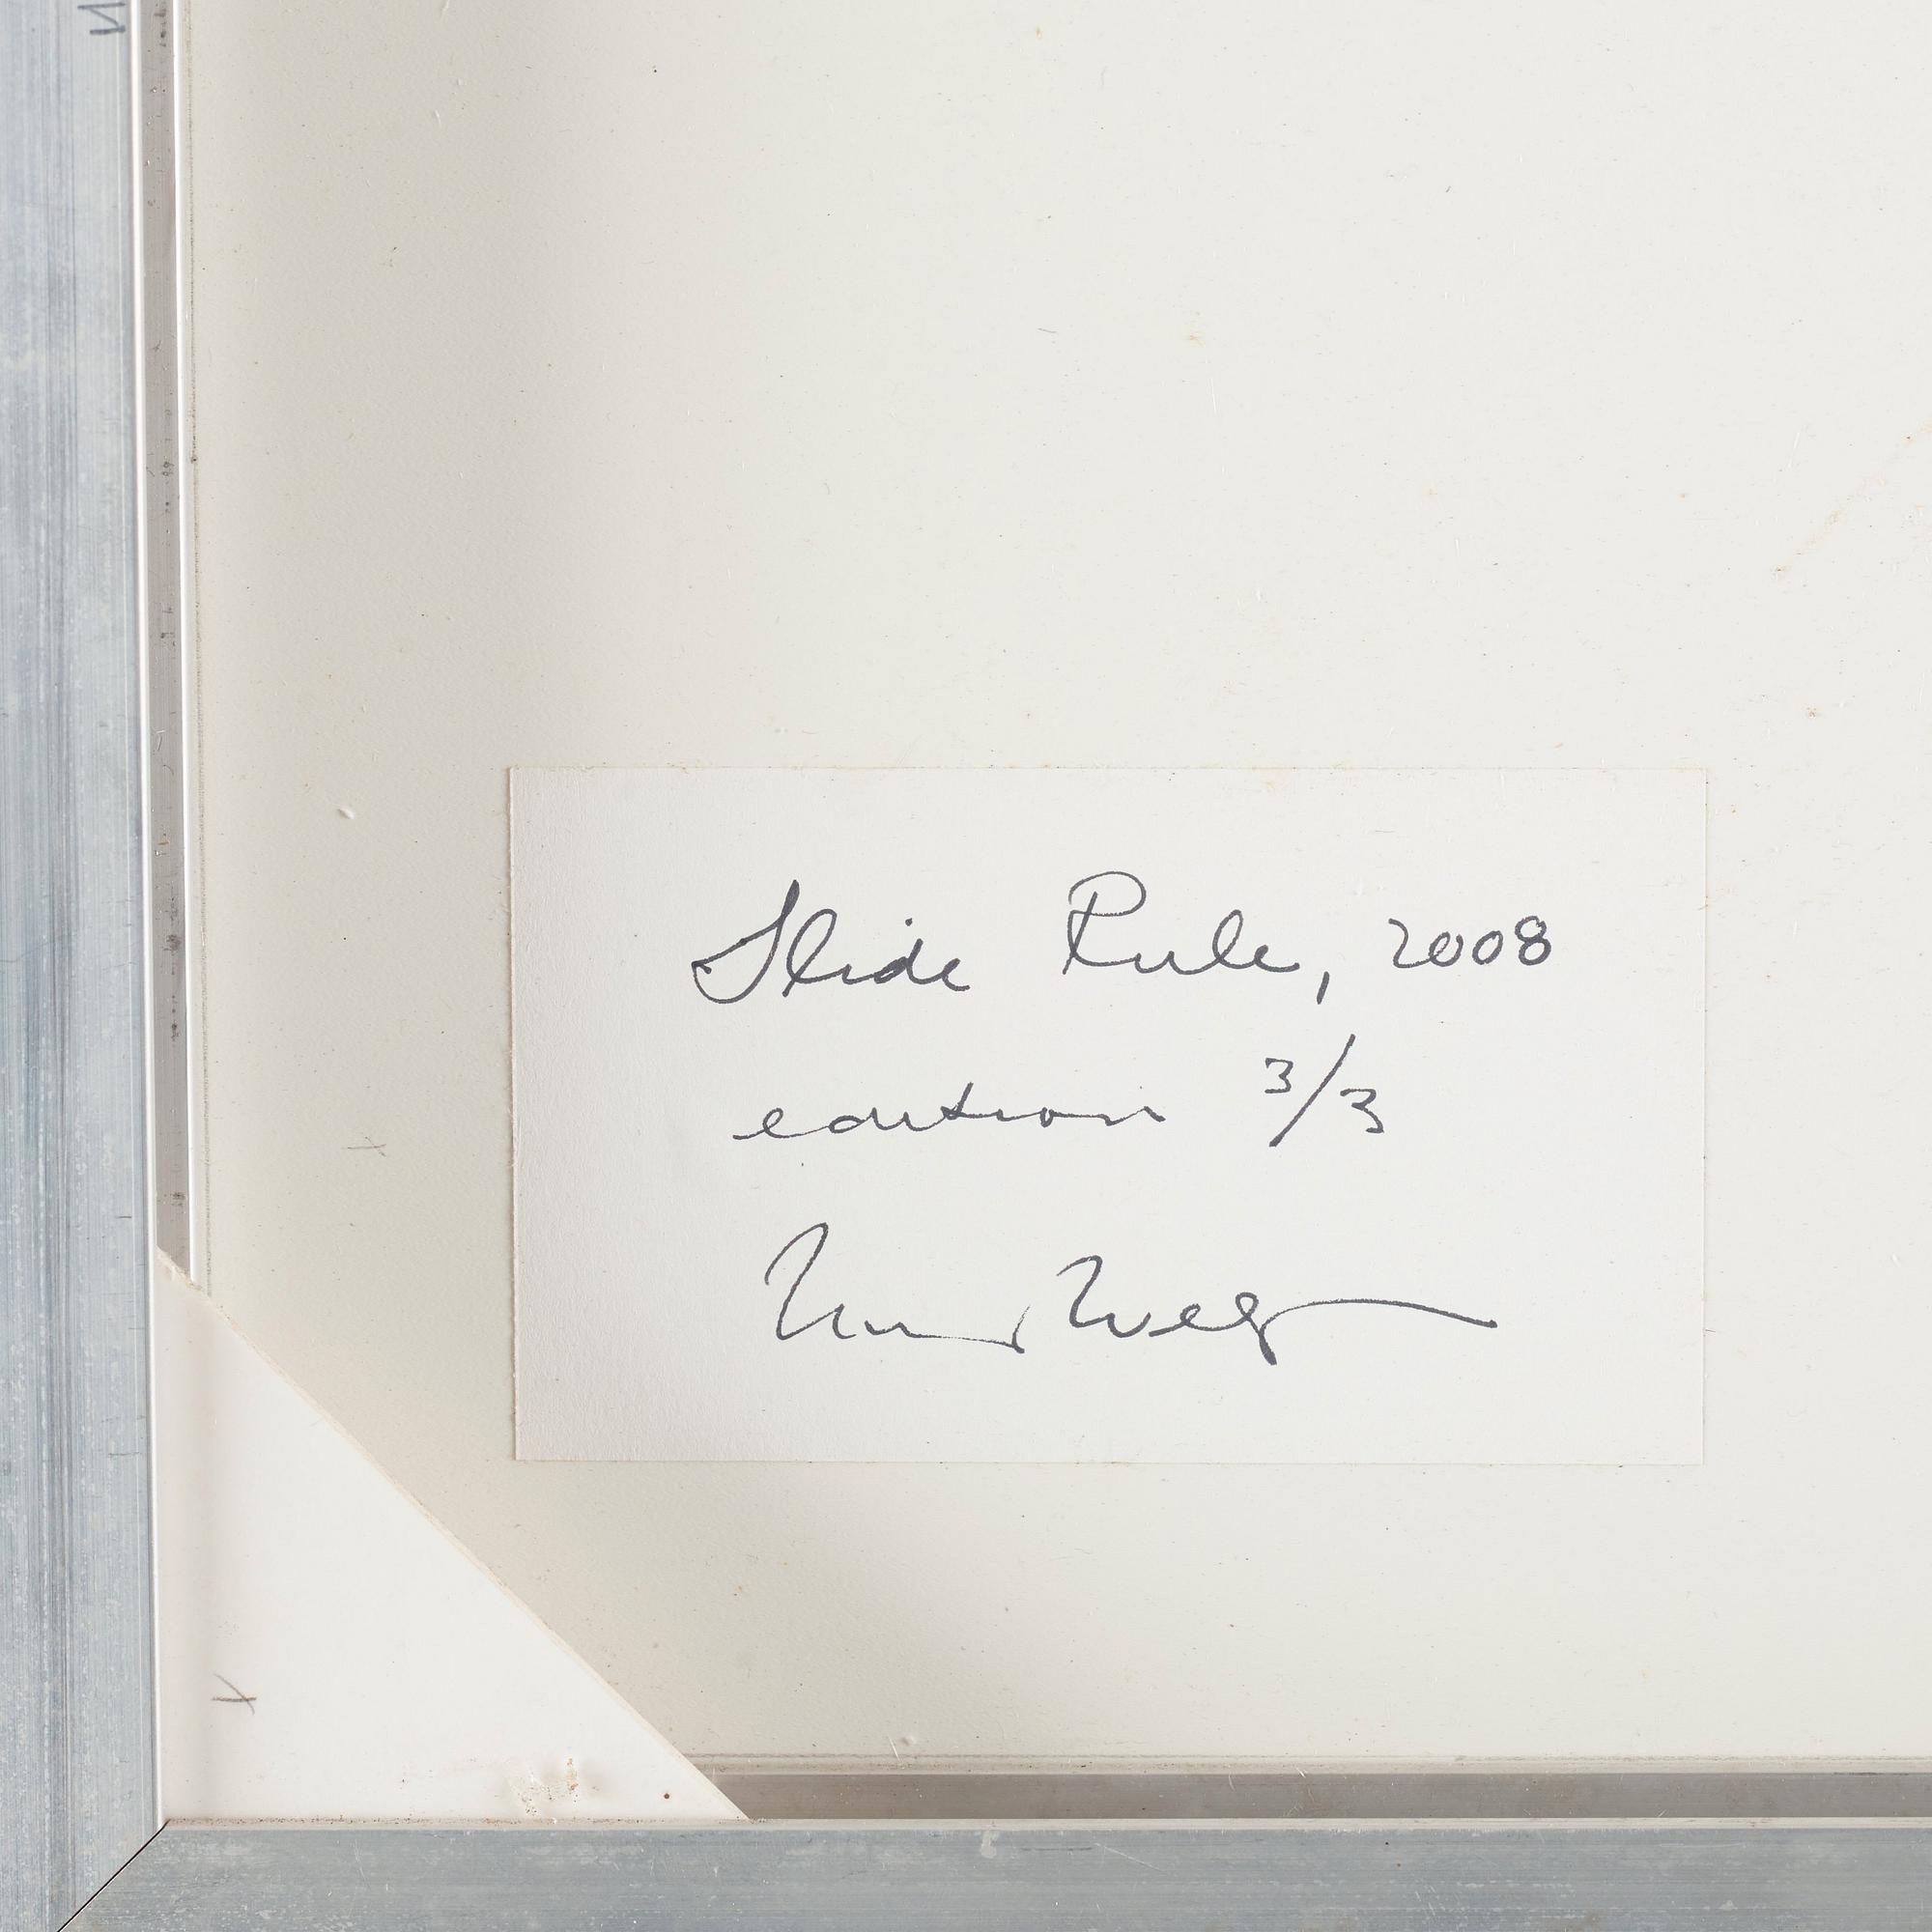 Slide Rule, 2008
edition 3/3